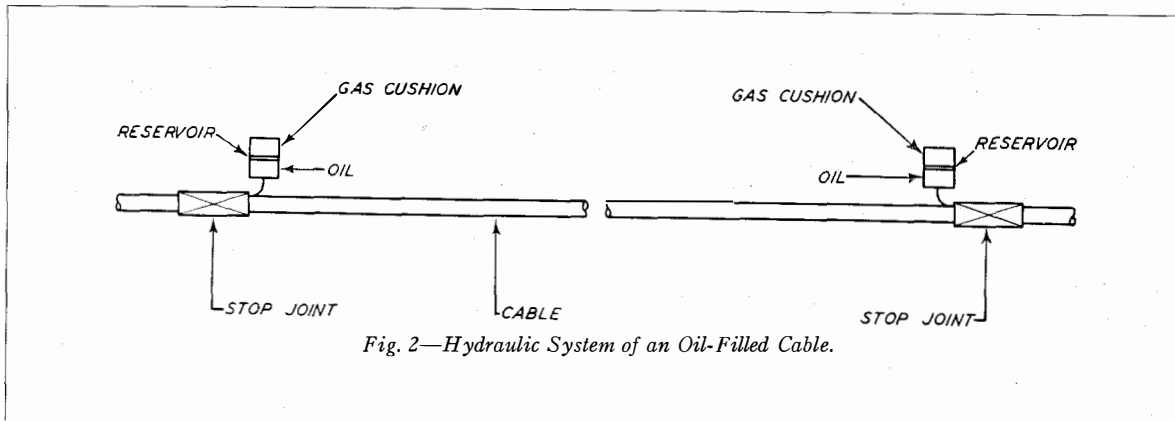 GAS CUSHION
GAS CUSHION
RESERVOIR
RESERVOIR
OIL
OIL
STOP JOINT
CABLE
STOP JOINT
Fig. 2—Hydraulic System of an Oil-Filled Cable.